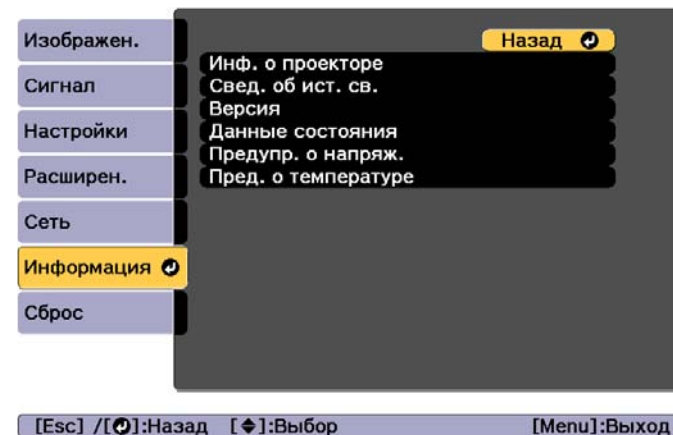 Изображен.
Сигнал
Настройки
Расширен.
Сеть
Информация
Сброс
Назад
Инф. о проекторе
Свед. об ист. св.
Версия
Данные состояния
Предупр. о напряж.
Пред. о температуре
[Esc] /[⏎]:Назад [◆]:Выбор [Menu]:Выход